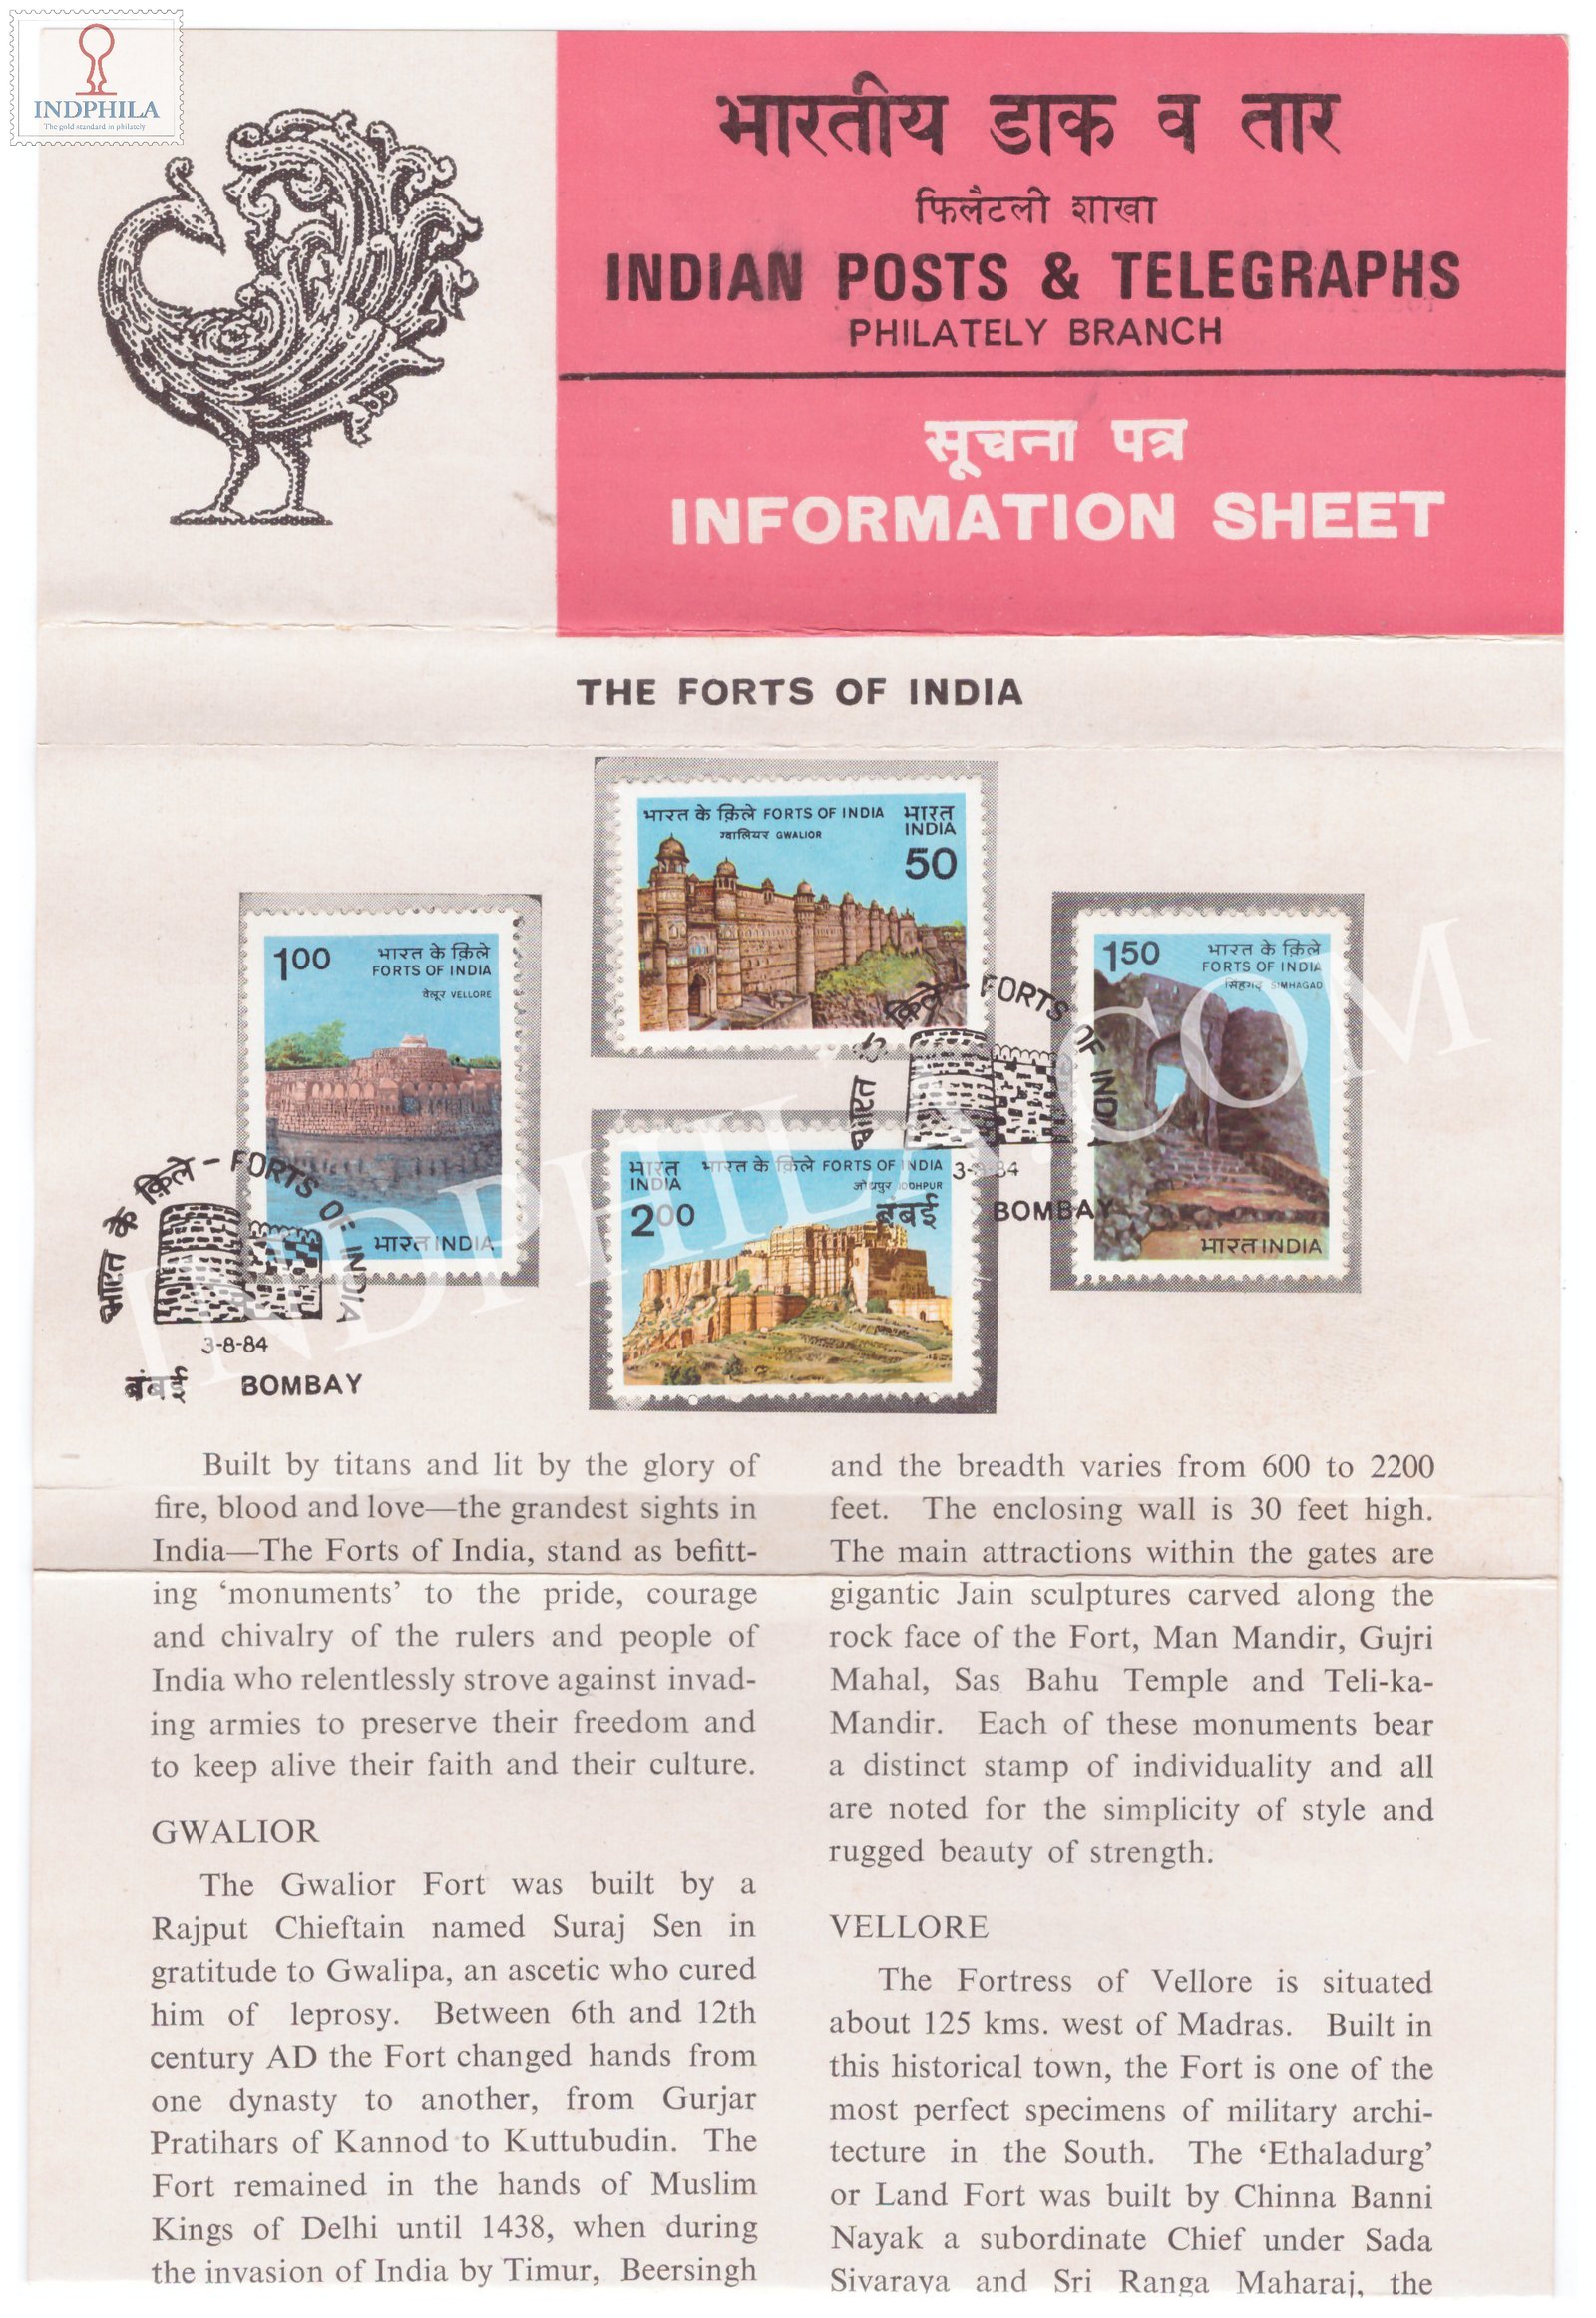 INDPHILA
The gold standard in philately
भारतीय डाक व तार
फिलैटली शाखा
INDIAN POSTS & TELEGRAPHS
PHILATELY BRANCH
सूचना पत्र
INFORMATION SHEET
THE FORTS OF INDIA
भारत के क़िले FORTS OF INDIA
ग्वालियर GWALIOR
भारत
INDIA
50
1.00
भारत के क़िले
FORTS OF INDIA
वेलूर VELLORE
भारत INDIA
1.50
भारत के क़िले
FORTS OF INDIA
सिंहगढ़ SIMHAGAD
भारत INDIA
भारत
INDIA
भारत के क़िले FORTS OF INDIA
जोधपुर JODHPUR
2.00
भारत के क़िले - FORTS OF INDIA
3-8-84
बंबई BOMBAY
भारत के क़िले - FORTS OF INDIA
3-8-84
बंबई BOMBAY
INDPHILA.COM
Built by titans and lit by the glory of
fire, blood and love—the grandest sights in
India—The Forts of India, stand as befitt-
ing ‘monuments’ to the pride, courage
and chivalry of the rulers and people of
India who relentlessly strove against invad-
ing armies to preserve their freedom and
to keep alive their faith and their culture.
GWALIOR
The Gwalior Fort was built by a
Rajput Chieftain named Suraj Sen in
gratitude to Gwalipa, an ascetic who cured
him of leprosy. Between 6th and 12th
century AD the Fort changed hands from
one dynasty to another, from Gurjar
Pratihars of Kannod to Kuttubudin. The
Fort remained in the hands of Muslim
Kings of Delhi until 1438, when during
the invasion of India by Timur, Beersingh
and the breadth varies from 600 to 2200
feet. The enclosing wall is 30 feet high.
The main attractions within the gates are
gigantic Jain sculptures carved along the
rock face of the Fort, Man Mandir, Gujri
Mahal, Sas Bahu Temple and Teli-ka-
Mandir. Each of these monuments bear
a distinct stamp of individuality and all
are noted for the simplicity of style and
rugged beauty of strength.
VELLORE
The Fortress of Vellore is situated
about 125 kms. west of Madras. Built in
this historical town, the Fort is one of the
most perfect specimens of military archi-
tecture in the South. The ‘Ethaladurg’
or Land Fort was built by Chinna Banni
Nayak a subordinate Chief under Sada
Sivaraya and Sri Ranga Maharaj, the